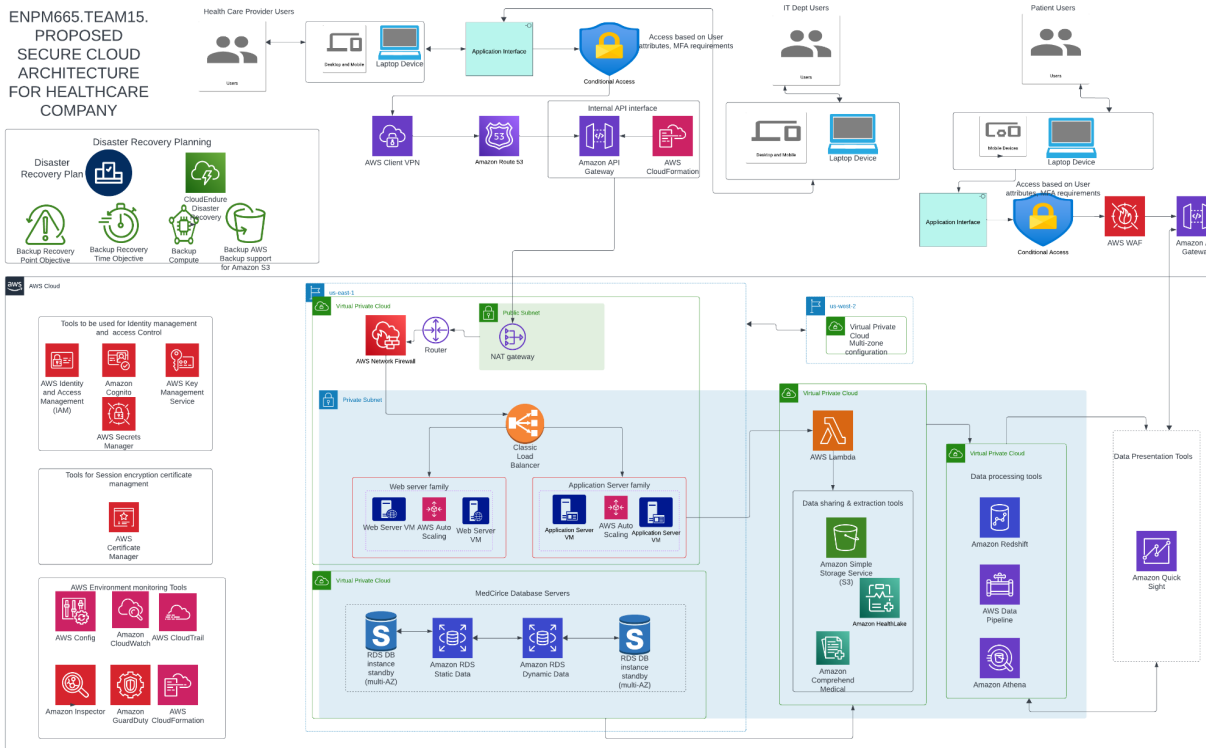 ENPM665.TEAM15.
PROPOSED
SECURE CLOUD
ARCHITECTURE
FOR HEALTHCARE
COMPANY
Health Care Provider Users
Users
Desktop and Mobile
Laptop Device
Application Interface
Access based on User
attributes, MFA requirements
Conditional Access
IT Dept Users
Users
Desktop and Mobile
Laptop Device
Patient Users
Users
Mobile Devices
Laptop Device
Application Interface
Access based on User
attributes, MFA requirements
Conditional Access
AWS WAF
Amazon A
Gatewa
AWS Client VPN
Amazon Route 53
Internal API interface
Amazon API
Gateway
AWS
CloudFormation
Disaster Recovery Planning
Disaster
Recovery Plan
CloudEndure
Disaster
Recovery
Backup Recovery
Point Objective
Backup Recovery
Time Objective
Backup
Compute
Backup AWS
Backup support
for Amazon S3
aws
AWS Cloud
Tools to be used for Identity management
and access Control
AWS Identity
and Access
Management
(IAM)
Amazon
Cognito
AWS Key
Management
Service
AWS Secrets
Manager
Tools for Session encryption certificate
managment
AWS
Certificate
Manager
AWS Environment monitoring Tools
AWS Config
Amazon
CloudWatch
AWS CloudTrail
Amazon Inspector
Amazon
GuardDuty
AWS
CloudFormation
us-east-1
Virtual Private Cloud
Public Subnet
NAT gateway
Router
AWS Network Firewall
us-west-2
Virtual Private
Cloud
Multi-zone
configuration
Private Subnet
Classic
Load
Balancer
Web server family
Web Server VM
AWS Auto
Scaling
Web Server
VM
Application Server family
Application Server
VM
AWS Auto
Scaling
Application Server
VM
Virtual Private Cloud
MedCirlce Database Servers
RDS DB
instance
standby
(multi-AZ)
Amazon RDS
Static Data
Amazon RDS
Dynamic Data
RDS DB
instance
standby
(multi-AZ)
Virtual Private Cloud
AWS Lambda
Data sharing & extraction tools
Amazon Simple
Storage Service
(S3)
Amazon HealthLake
Amazon
Comprehend
Medical
Virtual Private Cloud
Data processing tools
Amazon Redshift
AWS Data
Pipeline
Amazon Athena
Data Presentation Tools
Amazon Quick
Sight